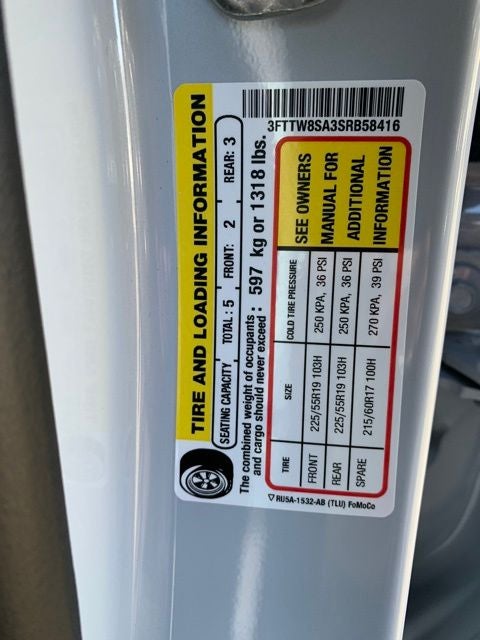 3FTTW8SA3SRB58416
TIRE AND LOADING INFORMATION
SEATING CAPACITY TOTAL : 5 FRONT: 2 REAR: 3
The combined weight of occupants
and cargo should never exceed : 597 kg or 1318 lbs.
TIRE SIZE COLD TIRE PRESSURE
FRONT 225/55R19 103H 250 KPA, 36 PSI
REAR 225/55R19 103H 250 KPA, 36 PSI
SPARE 215/60R17 100H 270 KPA, 39 PSI
SEE OWNERS
MANUAL FOR
ADDITIONAL
INFORMATION
RU5A-1532-AB (TLU) FoMoCo